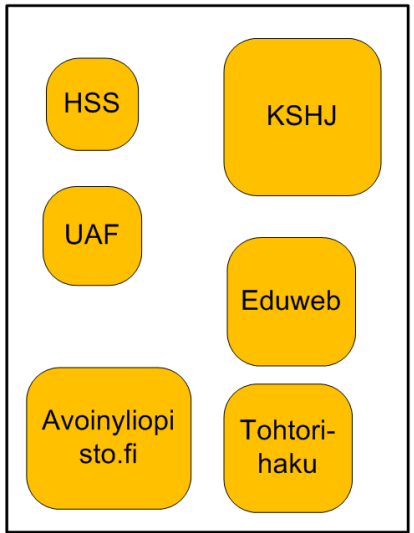 HSS
KSHJ
UAF
Eduweb
Avoinyliopi
sto.fi
Tohtori-
haku